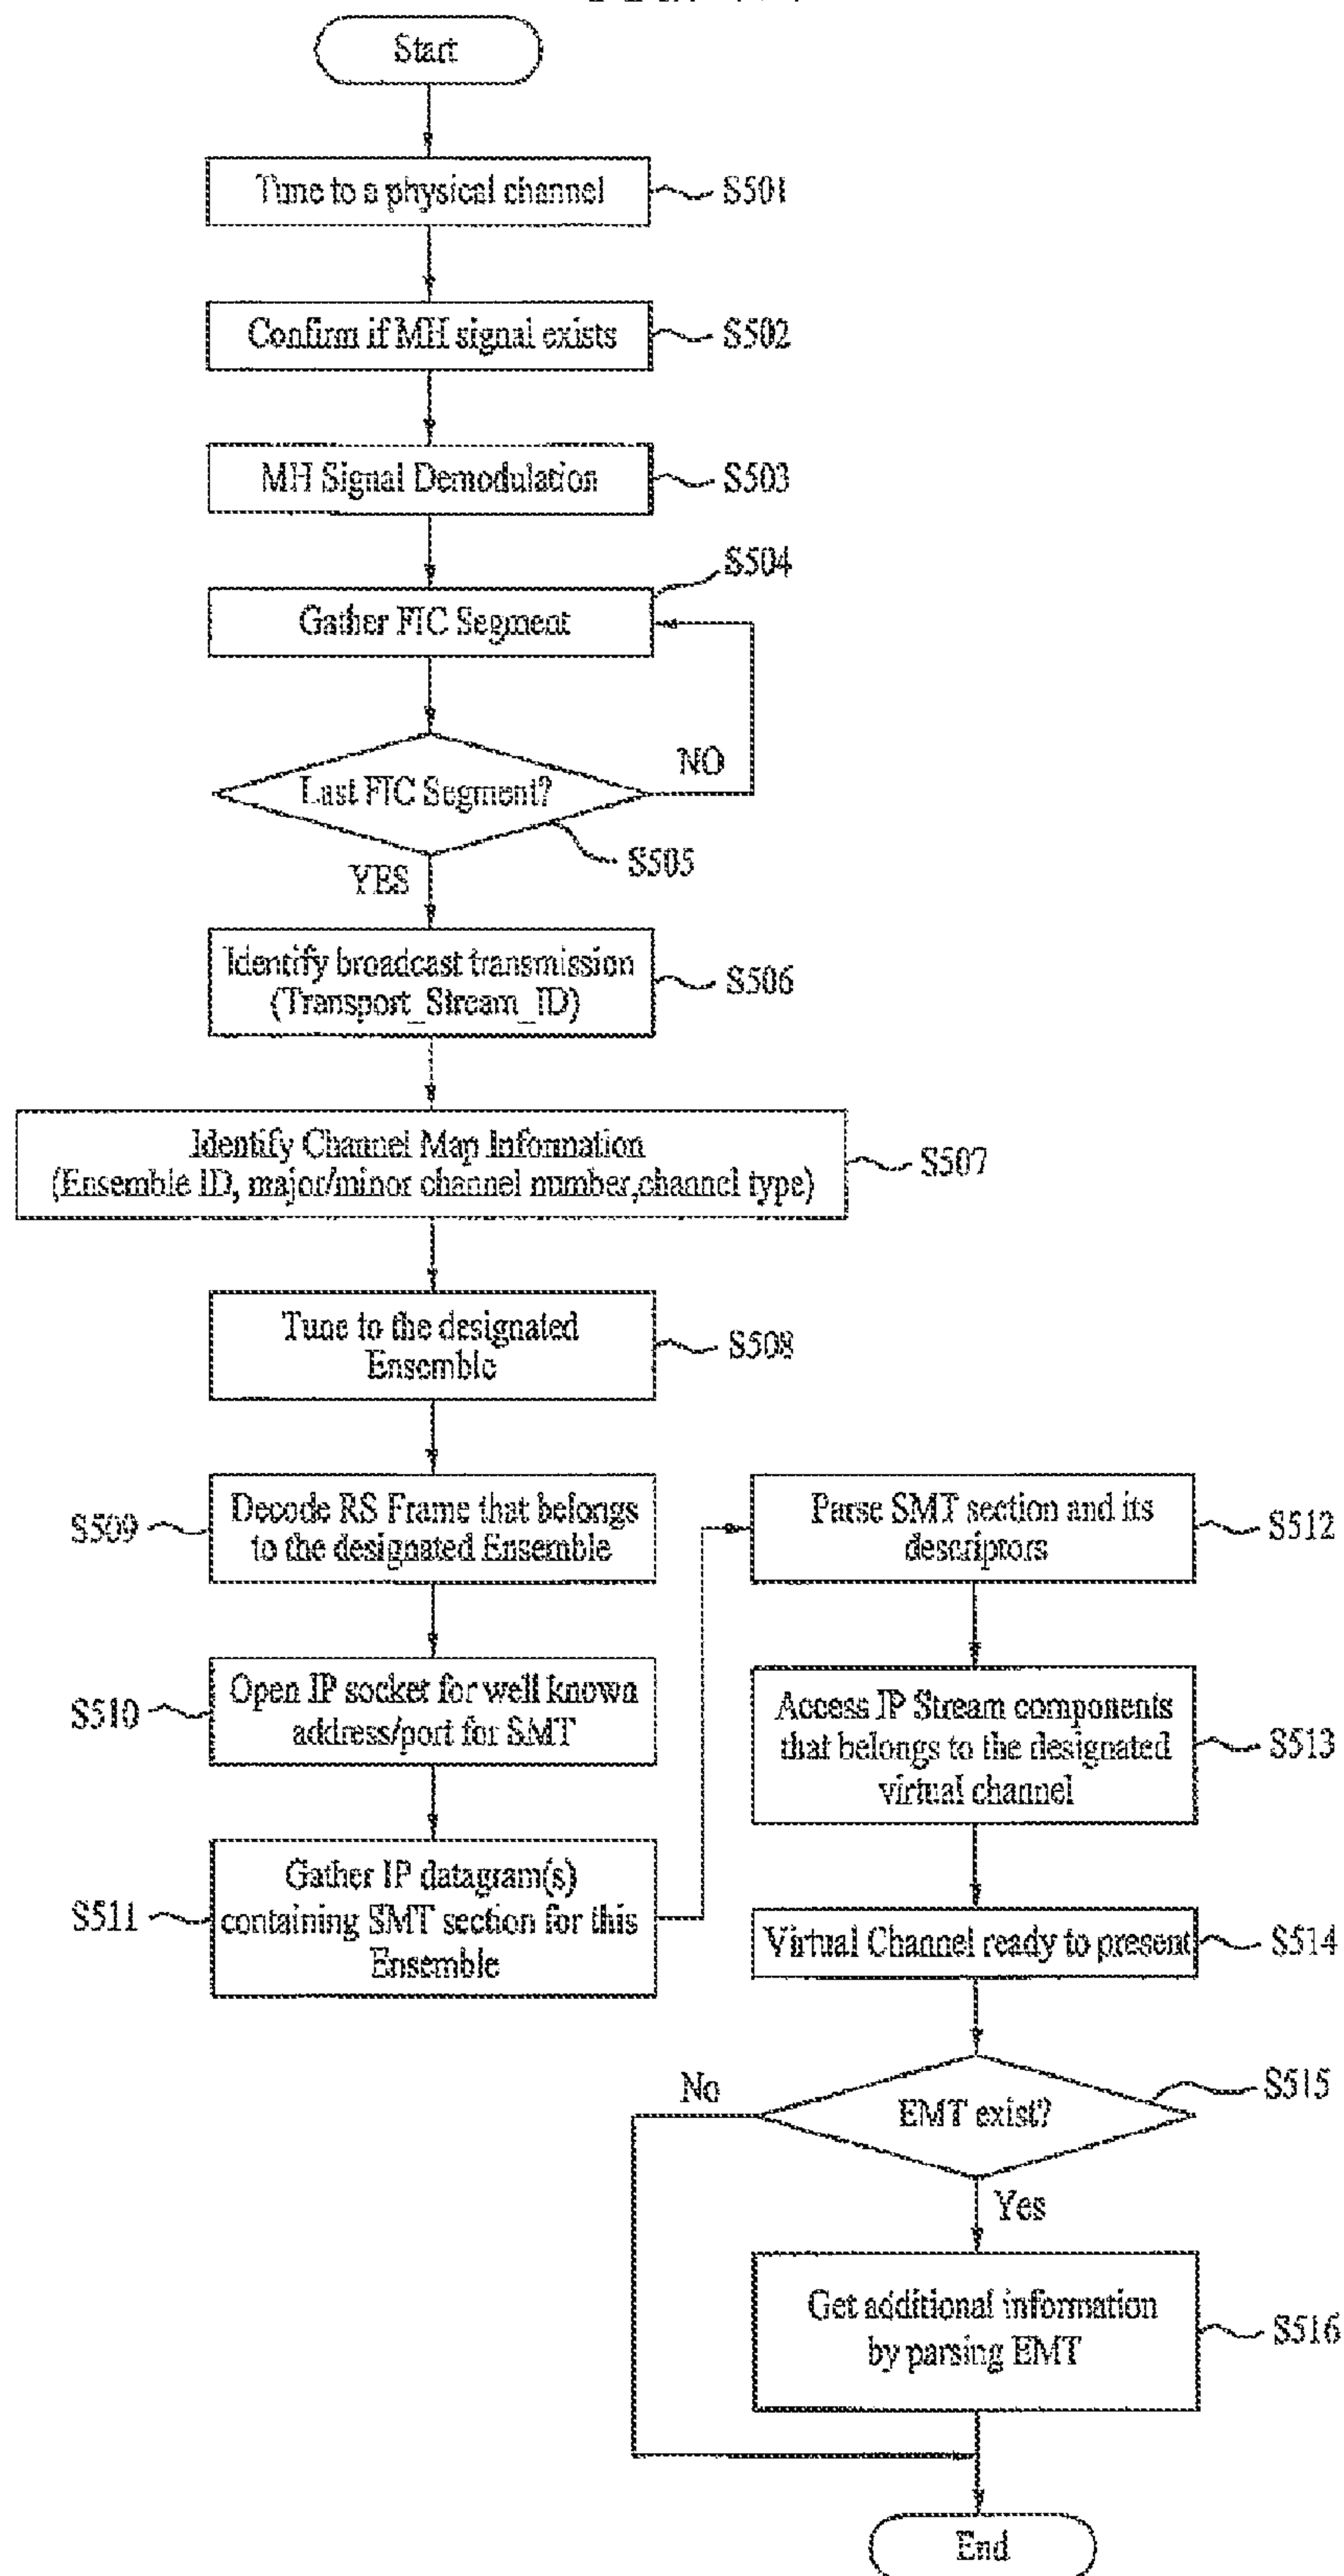 Start
Tune to a physical channel
S501
Confirm if MH signal exists
S502
MH Signal Demodulation
S503
S504
Gather FIC Segment
NO
Last FIC Segment?
S505
YES
Identify broadcast transmission
(Transport_Stream_ID)
S506
Identify Channel Map Information
(Ensemble ID, major/minor channel number,channel type)
S507
Tune to the designated
Ensemble
S508
S509
Decode RS Frame that belongs
to the designated Ensemble
S510
Open IP socket for well known
address/port for SMT
S511
Gather IP datagram(s)
containing SMT section for this
Ensemble
Parse SMT section and its
descriptors
S512
Access IP Stream components
that belongs to the designated
virtual channel
S513
Virtual Channel ready to present
S514
No
EMT exist?
S515
Yes
Get additional information
by parsing EMT
S516
End